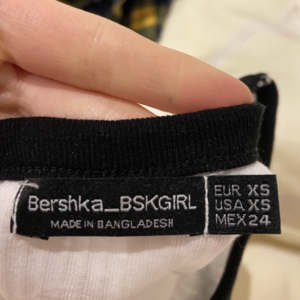 Bershka_BSKGIRL
MADE IN BANGLADESH
EUR XS
USA XS
MEX 24